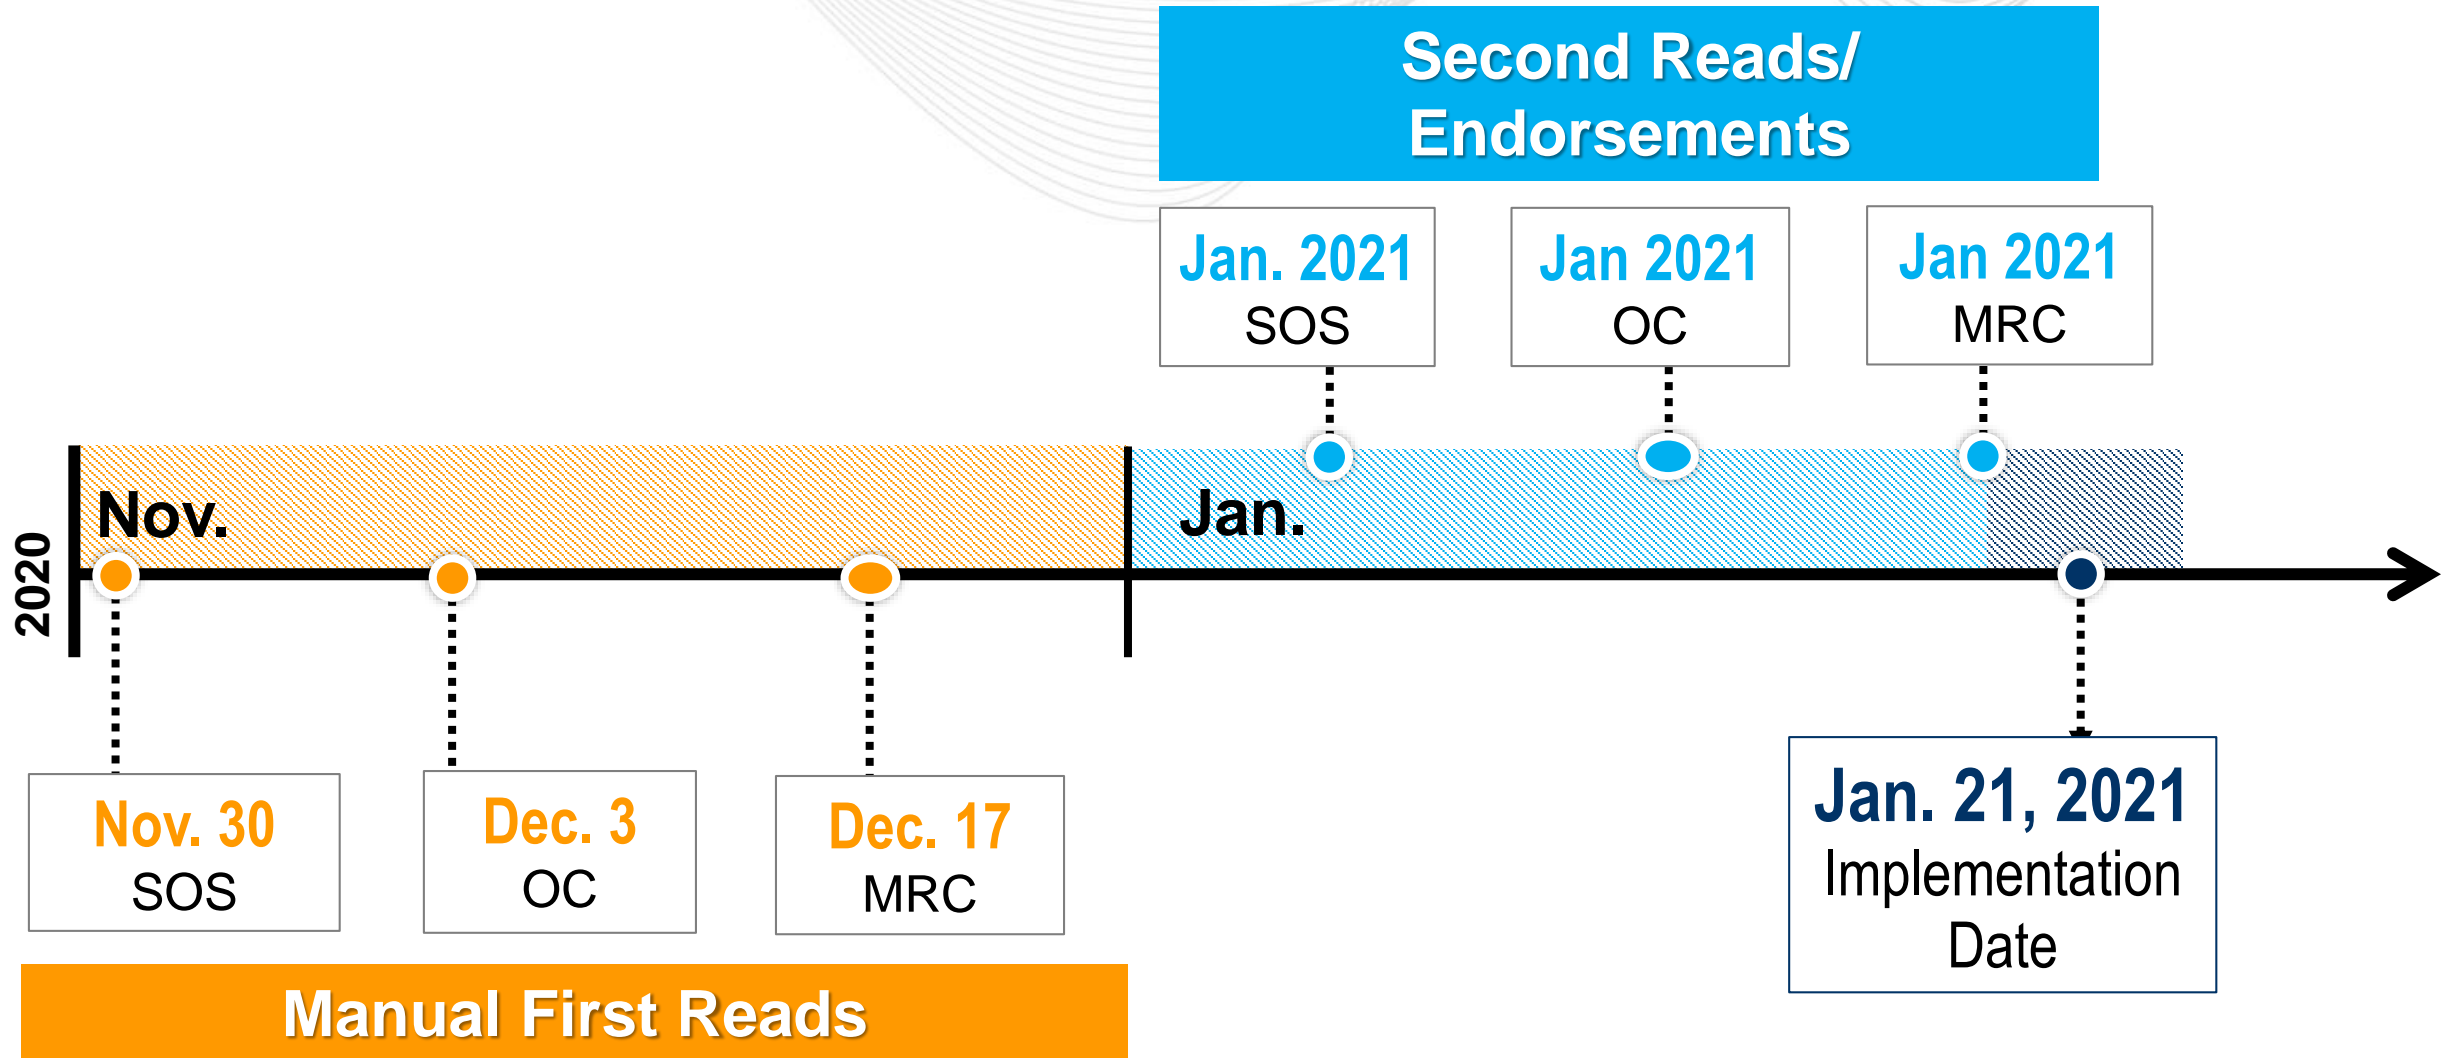 Second Reads/
Endorsements
Jan. 2021
SOS
Jan 2021
OC
Jan 2021
MRC
2020
Nov.
Jan.
Nov. 30
SOS
Dec. 3
OC
Dec. 17
MRC
Jan. 21, 2021
Implementation
Date
Manual First Reads